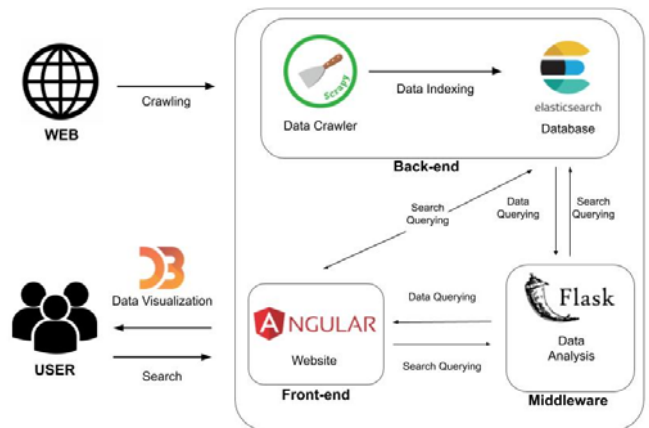 WEB
Crawling
Scrapy
Data Crawler
Data Indexing
elasticsearch
Database
Back-end
Search
Querying
Data
Querying
Search
Querying
D3
Data Visualization
USER
Search
ANGULAR
Website
Front-end
Data Querying
Search Querying
Flask
Data
Analysis
Middleware